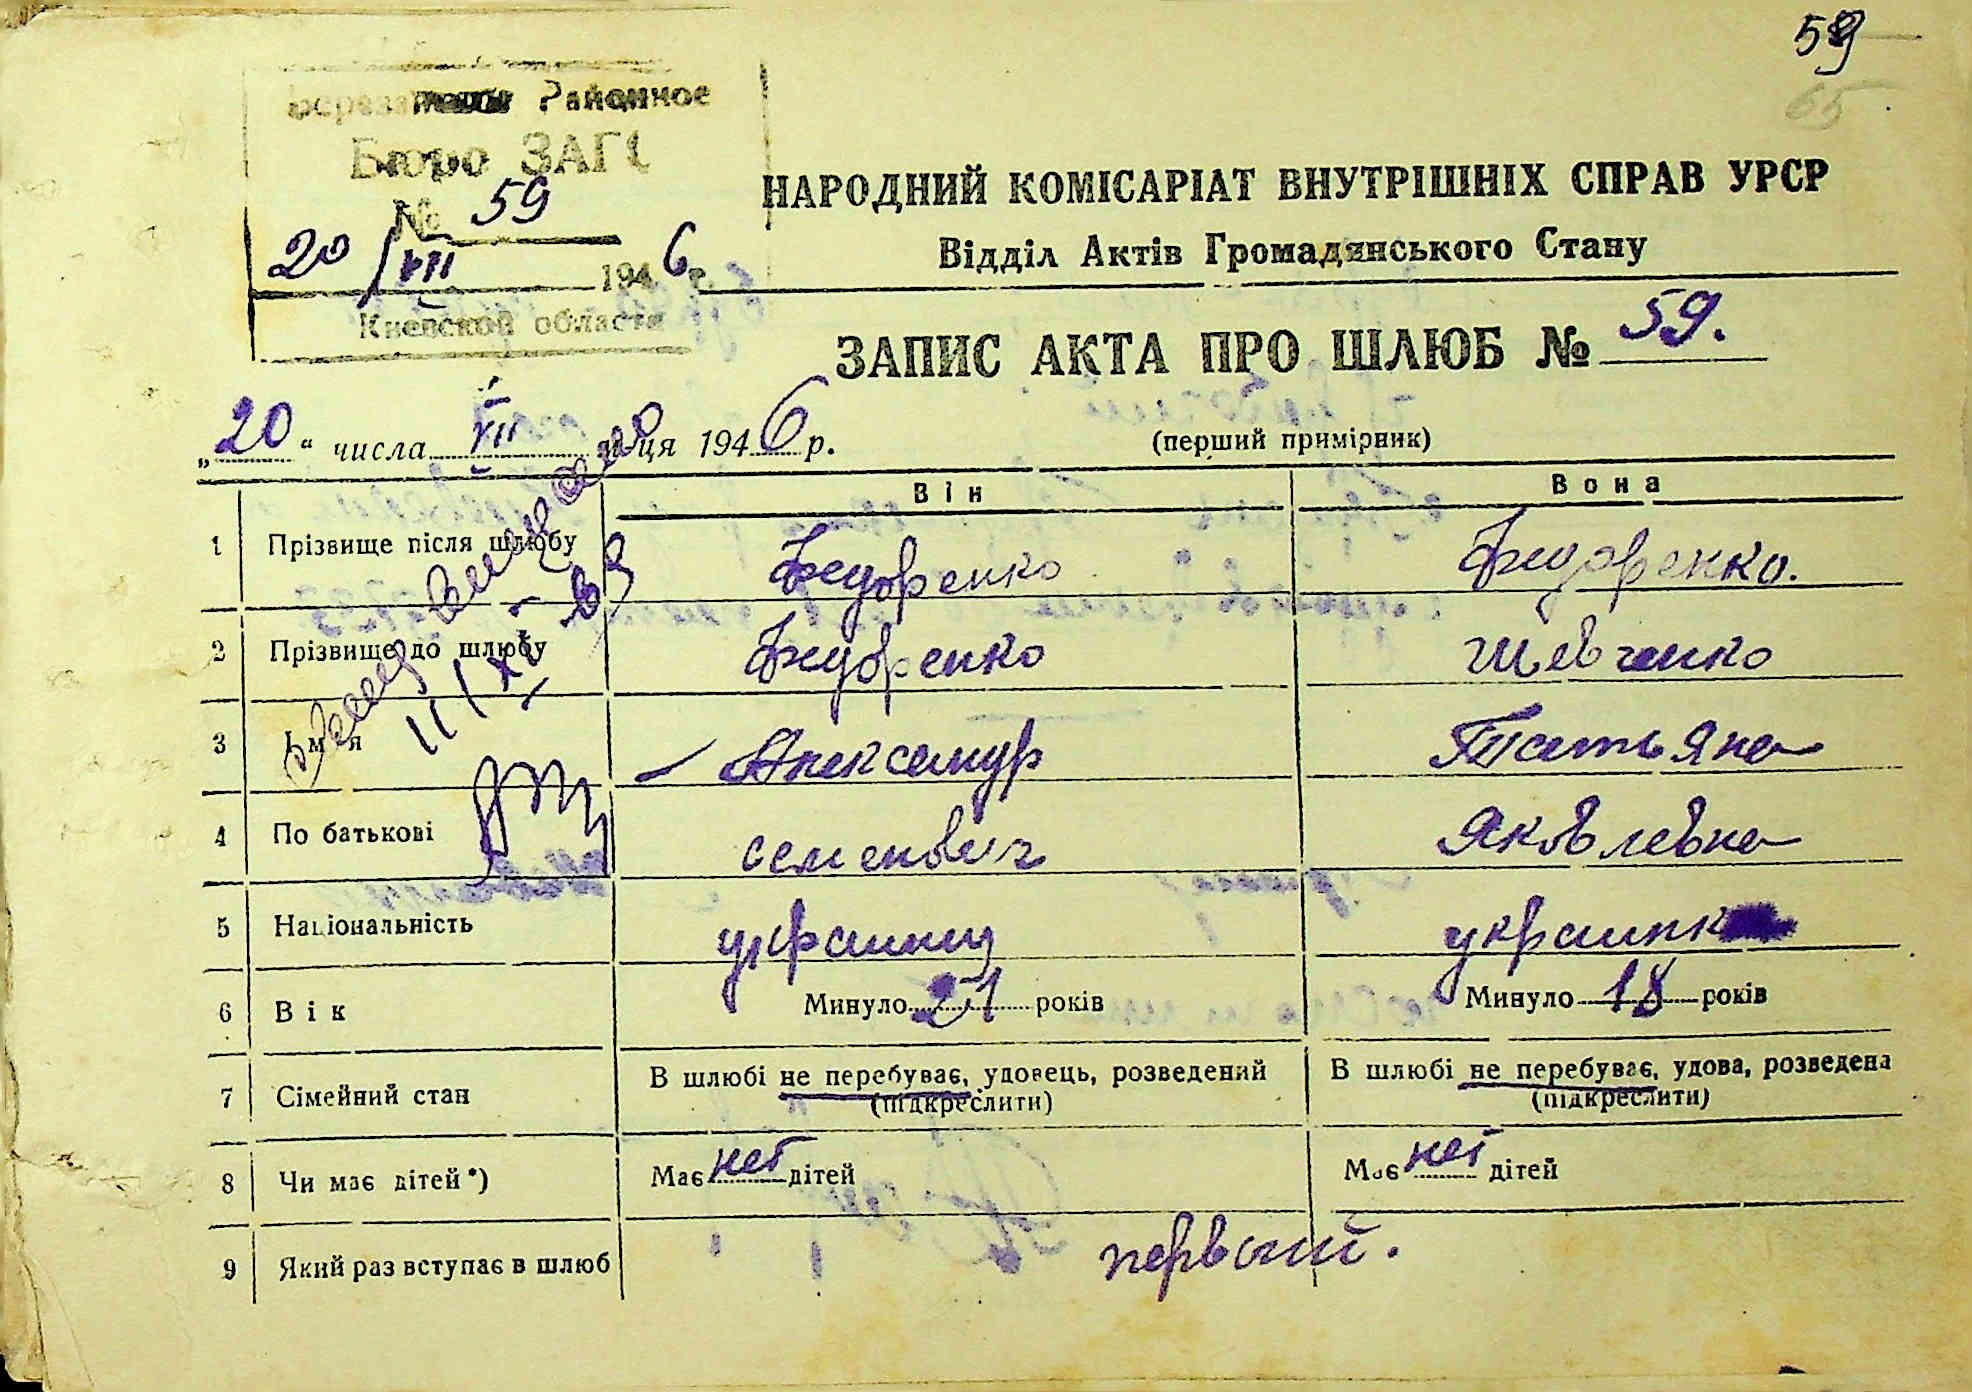 59
65
Районное
Бюро ЗАГС
№ 59
20/VII 1946 г.
Киевской области
НАРОДНИЙ КОМІСАРІАТ ВНУТРІШНІХ СПРАВ УРСР
Відділ Актів Громадянського Стану
ЗАПИС АКТА ПРО ШЛЮБ № 59.
„20“ числа VII м-ця 1946 р.
(перший примірник)
Він Вона
1 Прізвище після шлюбу Федоренко Федоренко.
2 Прізвище до шлюбу Федоренко Шевченко
3 Ім'я Александр Татьяна
4 По батькові Семенович Яковлевна
5 Національність украинец украинка
6 Вік Минуло 21 років Минуло 18 років
7 Сімейний стан В шлюбі не перебуває, удовець, розведений (підкреслити) В шлюбі не перебуває, удова, розведена (підкреслити)
8 Чи має дітей*) Має нет дітей Має нет дітей
9 Який раз вступає в шлюб первый.